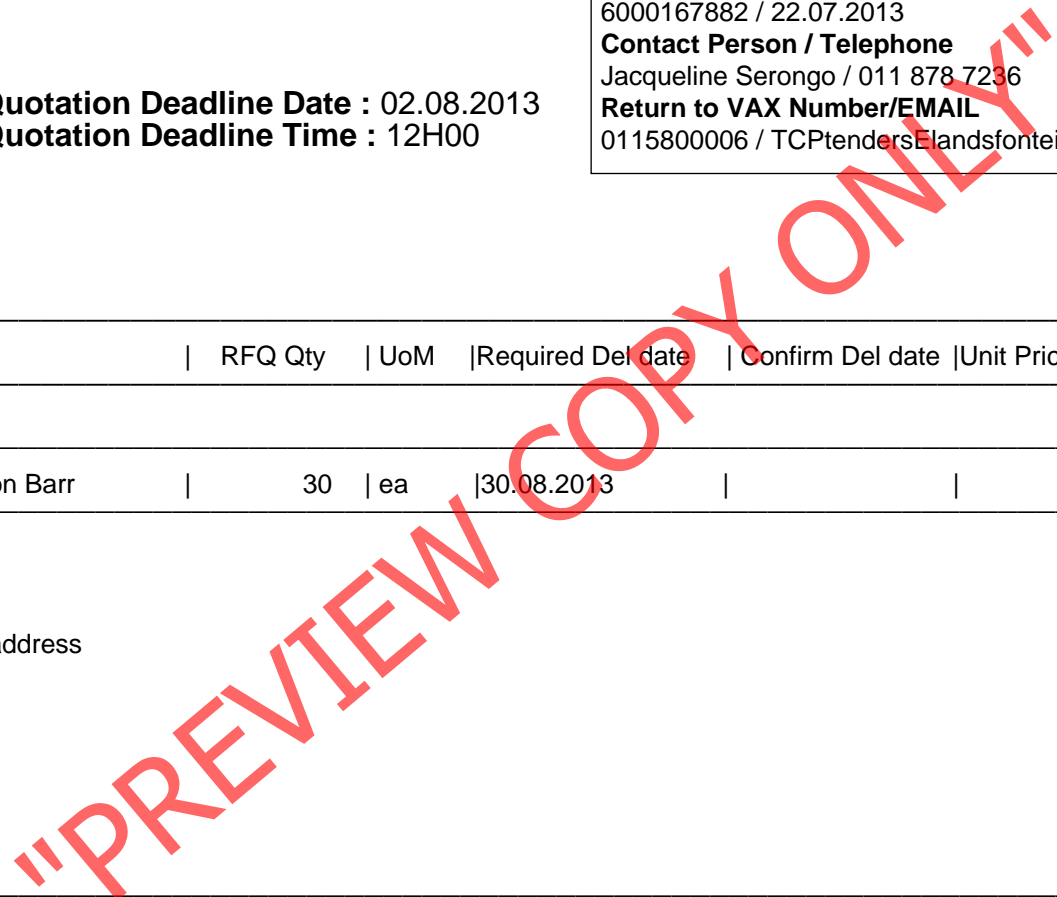 6000167882 / 22.07.2013
Contact Person / Telephone
Jacqueline Serongo / 011 878 7236
Quotation Deadline Date : 02.08.2013
Return to VAX Number/EMAIL
Quotation Deadline Time : 12H00
0115800006 / TCPtendersElandsfontei
| RFQ Qty | UoM |Required Del date | Confirm Del date |Unit Pric
on Barr | 30 | ea |30.08.2013 | |
address
"PREVIEW COPY ONLY"